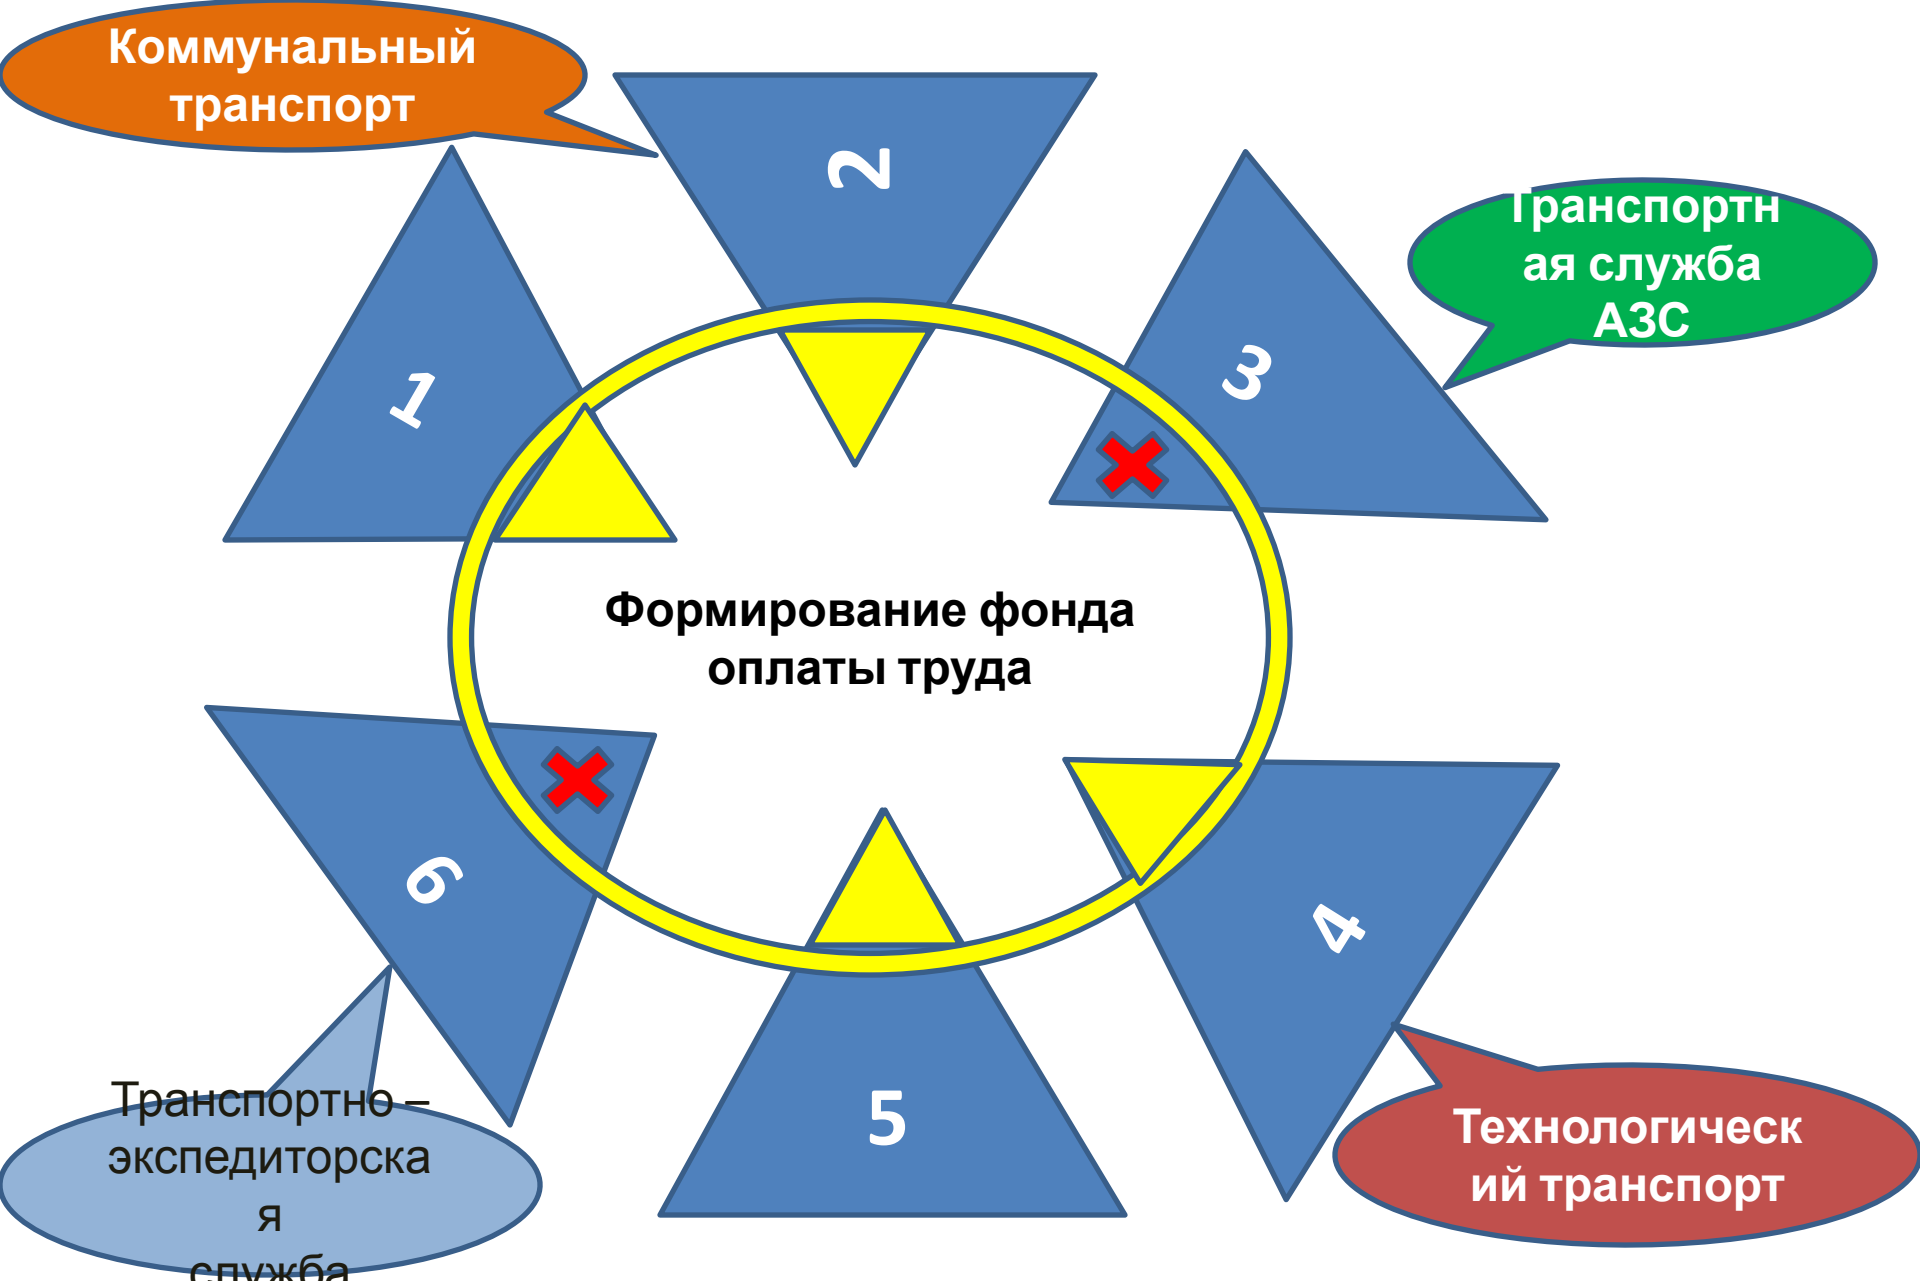 Коммунальный
транспорт
2
Транспортн
ая служба
АЗС
1
3
Формирование фонда
оплаты труда
6
4
5
Транспортно –
экспедиторска
я
служба
Технологическ
ий транспорт